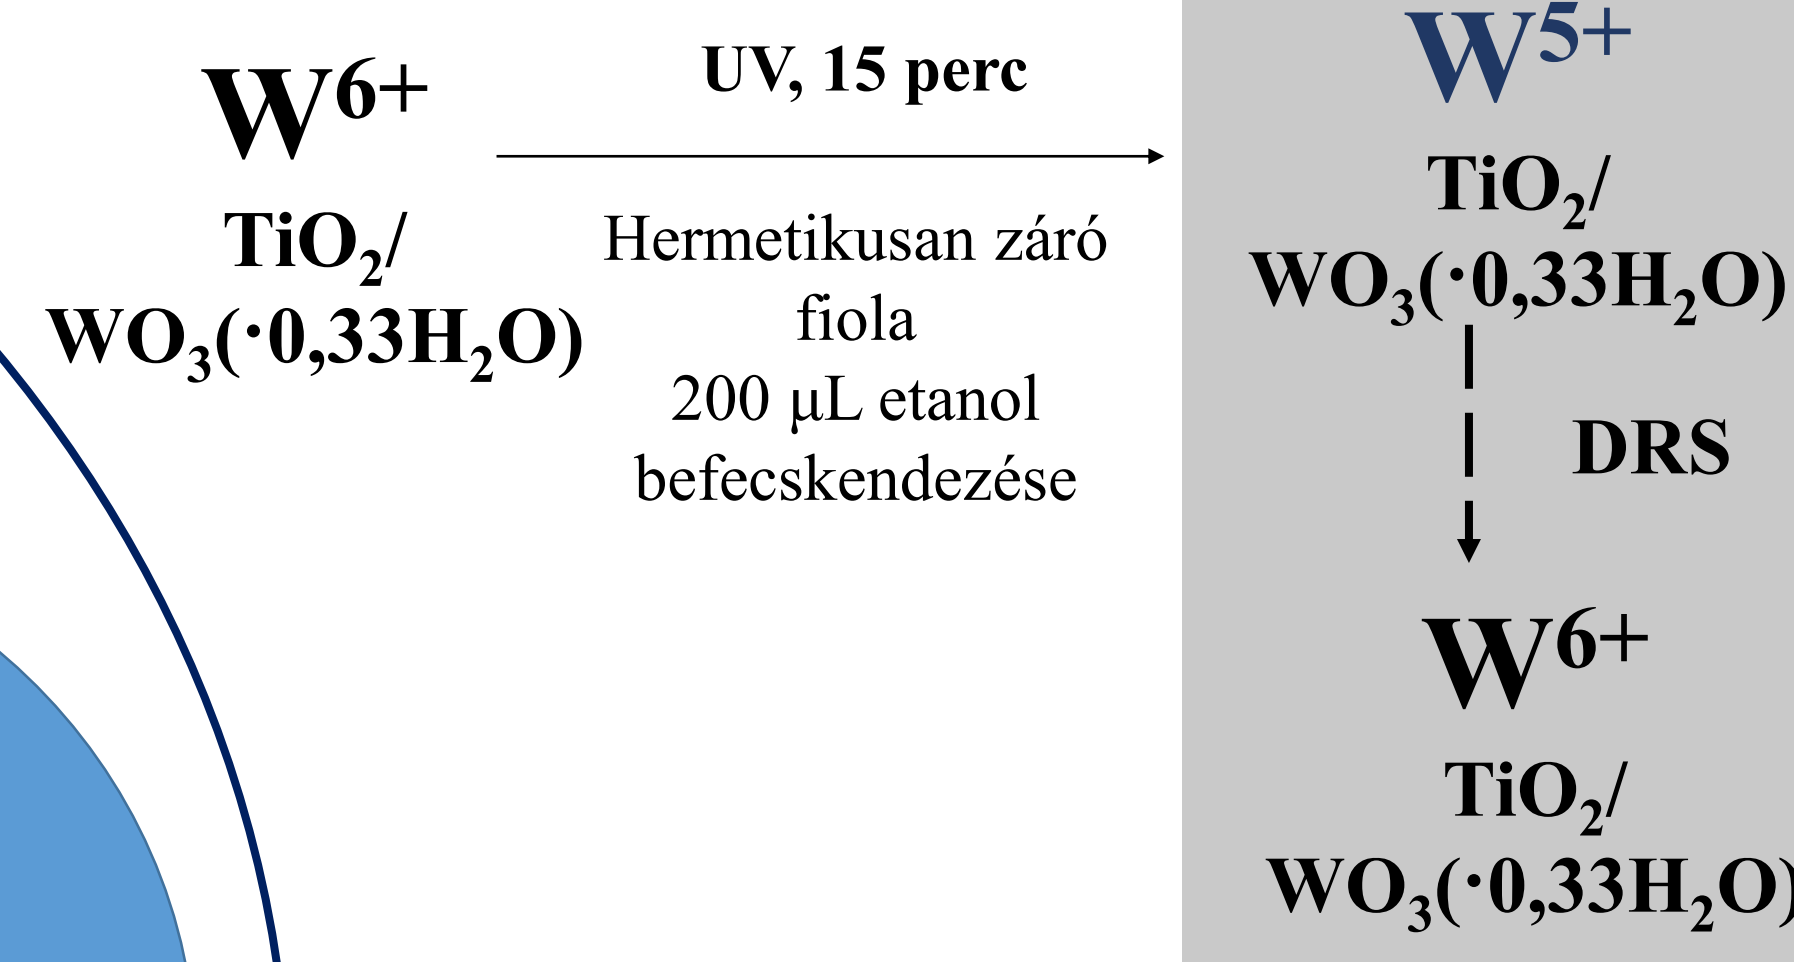 W⁶⁺
TiO₂/
WO₃(·0,33H₂O)
UV, 15 perc
Hermetikusan záró
fiola
200 μL etanol
befecskendezése
W⁵⁺
TiO₂/
WO₃(·0,33H₂O)
DRS
W⁶⁺
TiO₂/
WO₃(·0,33H₂O)